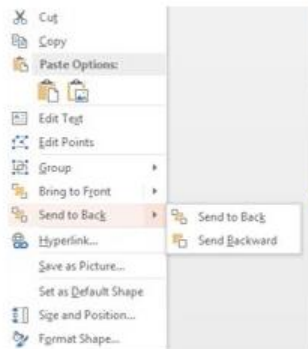 Cut
Copy
Paste Options:
Edit Text
Edit Points
Group
Bring to Front
Send to Back
Send to Back
Send Backward
Hyperlink...
Save as Picture...
Set as Default Shape
Size and Position...
Format Shape...